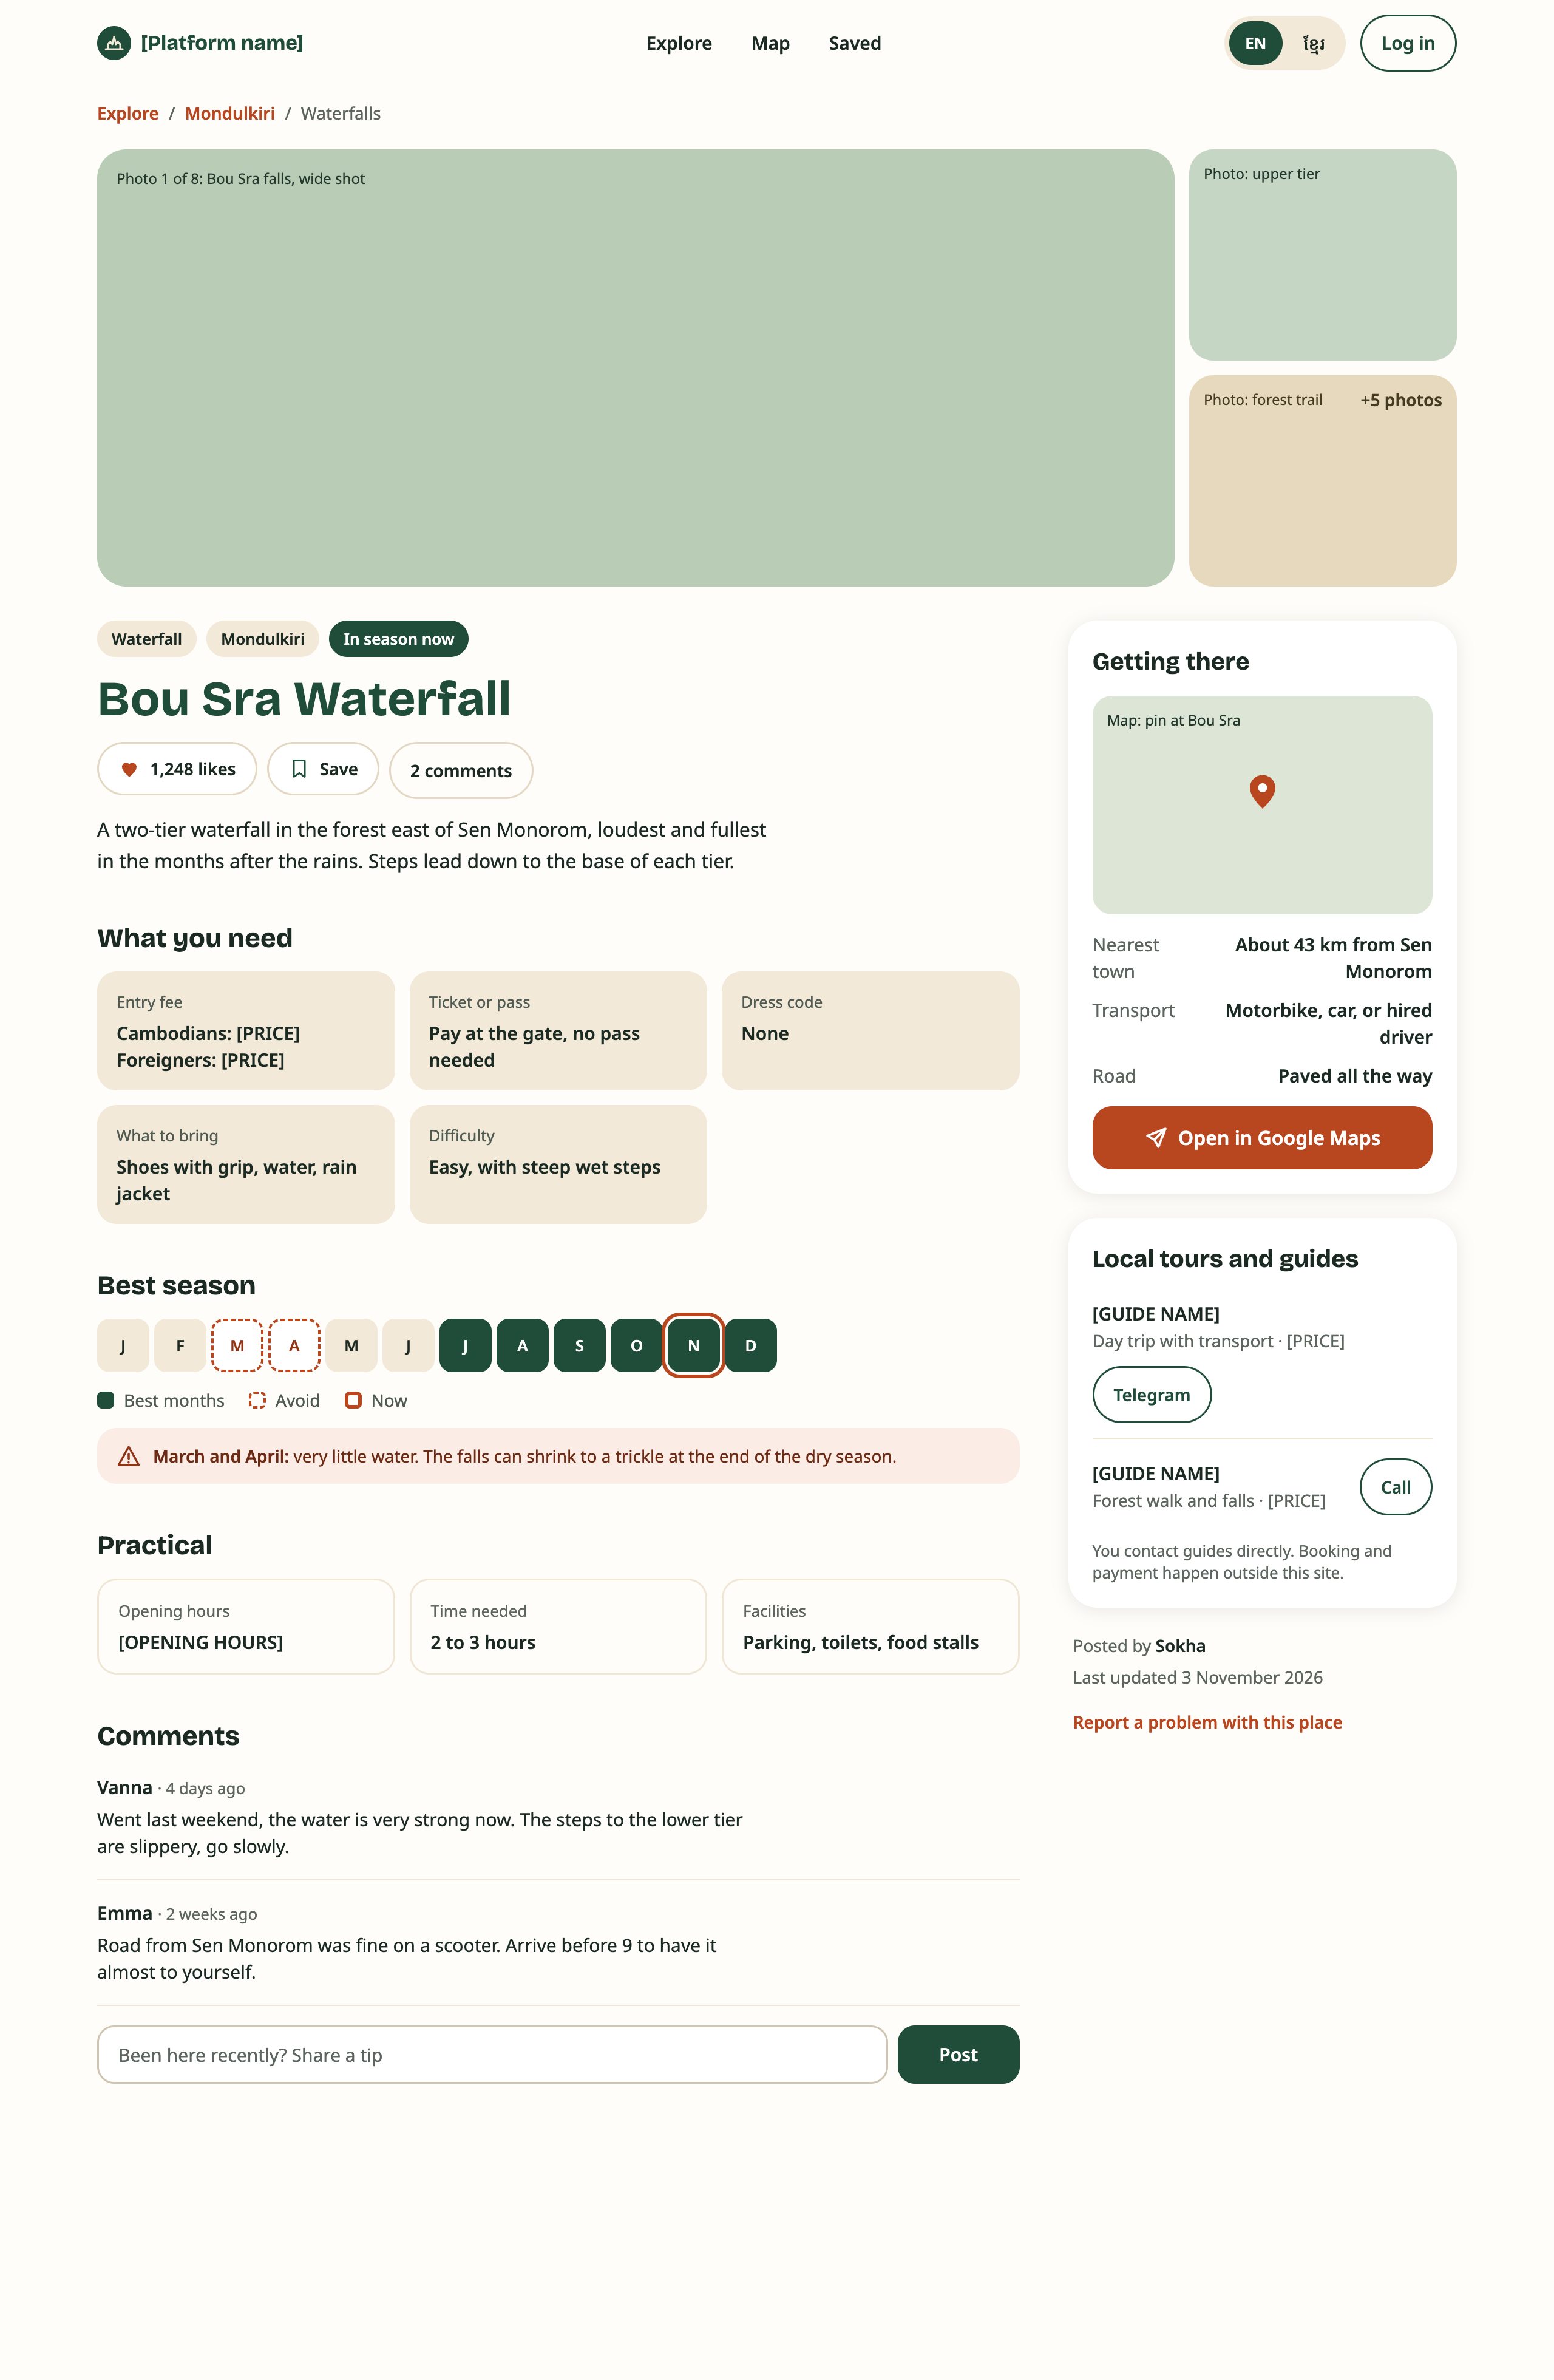 [Platform name]
Explore
Map
Saved
EN
ខ្មែរ
Log in
Explore / Mondulkiri / Waterfalls
Photo 1 of 8: Bou Sra falls, wide shot
Photo: upper tier
Photo: forest trail
+5 photos
Waterfall
Mondulkiri
In season now
Bou Sra Waterfall
1,248 likes
Save
2 comments
A two-tier waterfall in the forest east of Sen Monorom, loudest and fullest
in the months after the rains. Steps lead down to the base of each tier.
What you need
Entry fee
Cambodians: [PRICE]
Foreigners: [PRICE]
Ticket or pass
Pay at the gate, no pass
needed
Dress code
None
What to bring
Shoes with grip, water, rain
jacket
Difficulty
Easy, with steep wet steps
Best season
J F M A M J J A S O N D
Best months
Avoid
Now
March and April: very little water. The falls can shrink to a trickle at the end of the dry season.
Practical
Opening hours
[OPENING HOURS]
Time needed
2 to 3 hours
Facilities
Parking, toilets, food stalls
Comments
Vanna · 4 days ago
Went last weekend, the water is very strong now. The steps to the lower tier
are slippery, go slowly.
Emma · 2 weeks ago
Road from Sen Monorom was fine on a scooter. Arrive before 9 to have it
almost to yourself.
Been here recently? Share a tip
Post
Getting there
Map: pin at Bou Sra
Nearest
town
About 43 km from Sen
Monorom
Transport
Motorbike, car, or hired
driver
Road
Paved all the way
Open in Google Maps
Local tours and guides
[GUIDE NAME]
Day trip with transport · [PRICE]
Telegram
[GUIDE NAME]
Forest walk and falls · [PRICE]
Call
You contact guides directly. Booking and
payment happen outside this site.
Posted by Sokha
Last updated 3 November 2026
Report a problem with this place